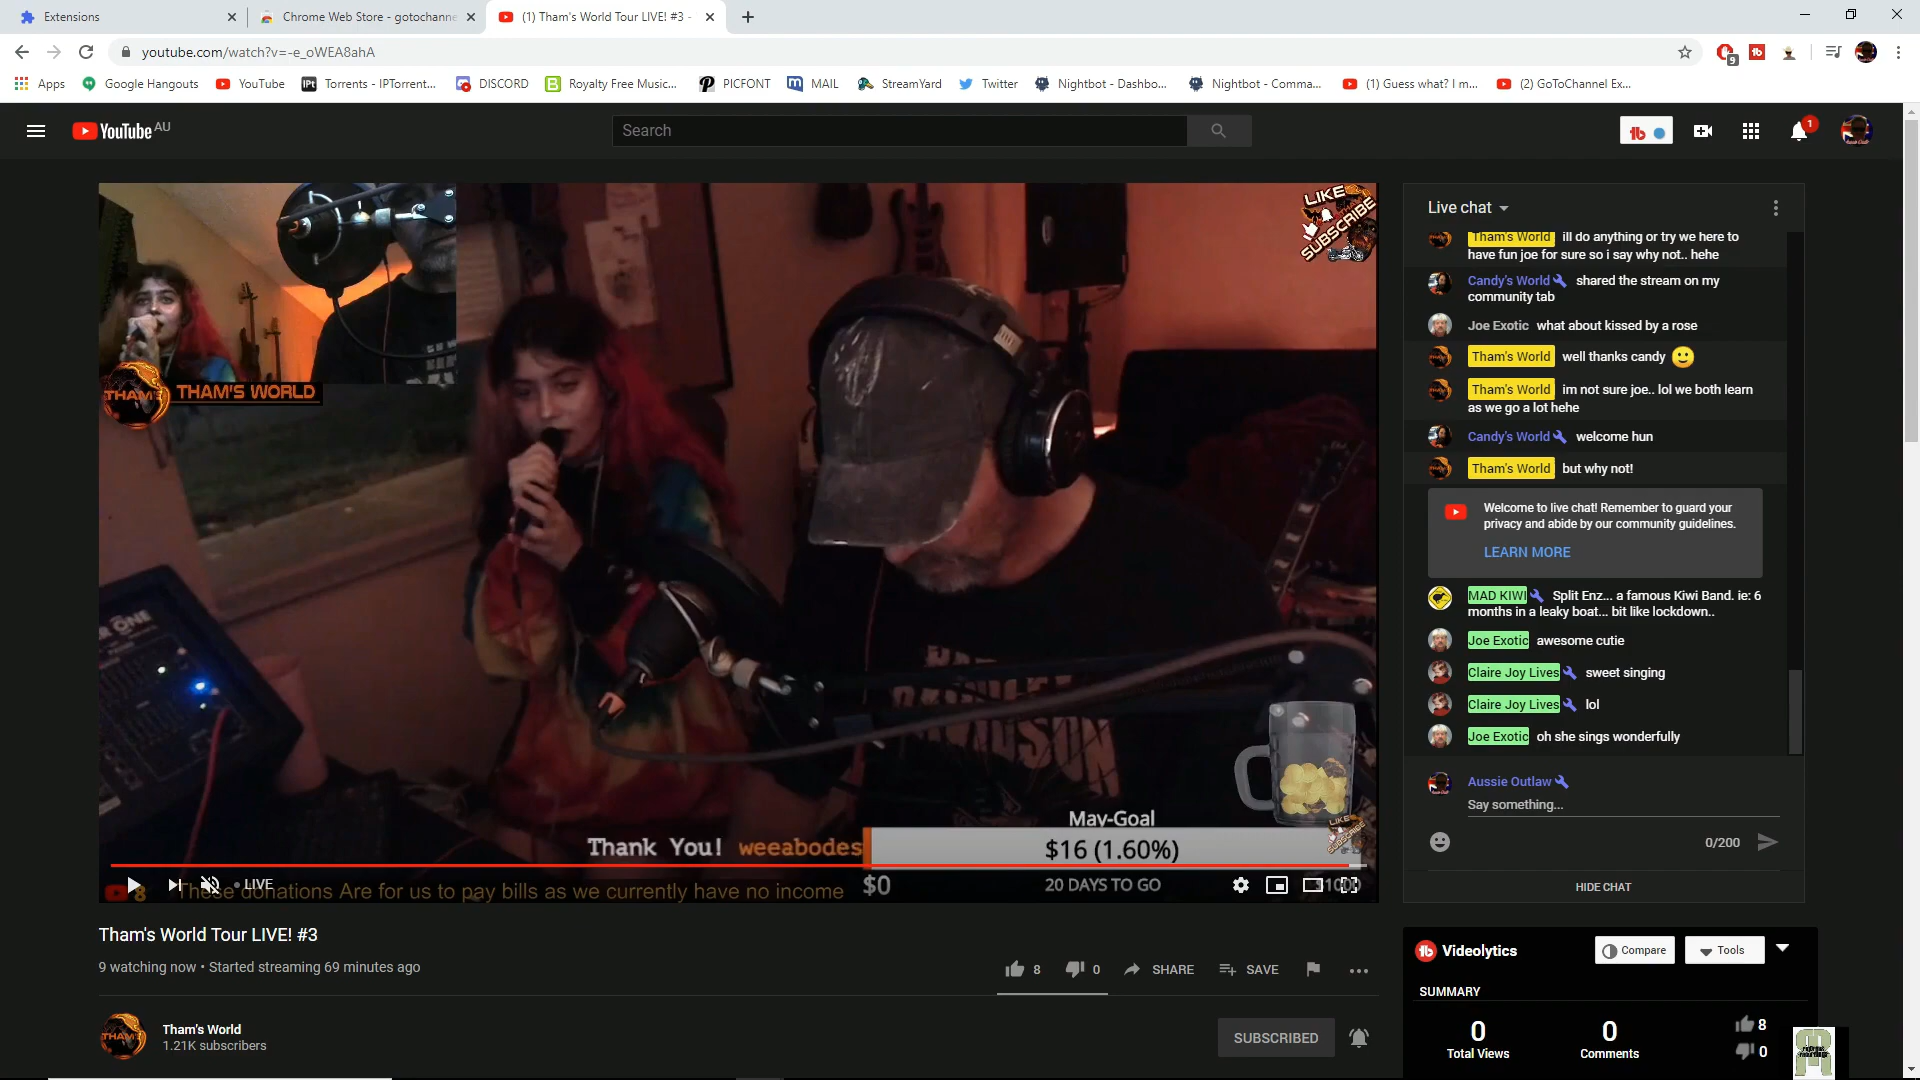 Extensions
Chrome Web Store - gotochanne
(1) Tham's World Tour LIVE! #3 -
youtube.com/watch?v=-e_oWEA8ahA
9
Apps
Google Hangouts
YouTube
Torrents - IPTorrent...
DISCORD
Royalty Free Music...
PICFONT
MAIL
StreamYard
Twitter
Nightbot - Dashbo...
Nightbot - Comma...
(1) Guess what? I m...
(2) GoToChannel Ex...
YouTube AU
Search
1
LIKE
SUBSCRIBE
THAM'S
THAM'S WORLD
Live chat
Tham's World ill do anything or try we here to
have fun joe for sure so i say why not.. hehe
Candy's World shared the stream on my
community tab
Joe Exotic what about kissed by a rose
Tham's World well thanks candy
Tham's World im not sure joe.. lol we both learn
as we go a lot hehe
Candy's World welcome hun
Tham's World but why not!
Welcome to live chat! Remember to guard your
privacy and abide by our community guidelines.
LEARN MORE
MAD KIWI Split Enz... a famous Kiwi Band. ie: 6
months in a leaky boat... bit like lockdown..
Joe Exotic awesome cutie
Claire Joy Lives sweet singing
Claire Joy Lives lol
Joe Exotic oh she sings wonderfully
Aussie Outlaw
Say something...
0/200
HIDE CHAT
May-Goal
Thank You! weeabodes
$16 (1.60%)
LIKE
SUBSCRIBE
LIVE
8 These donations Are for us to pay bills as we currently have no income
$0
20 DAYS TO GO
$1000
Tham's World Tour LIVE! #3
9 watching now • Started streaming 69 minutes ago
8
0
SHARE
SAVE
THAM'S
Tham's World
1.21K subscribers
SUBSCRIBED
Videolytics
Compare
Tools
SUMMARY
0
Total Views
0
Comments
8
0